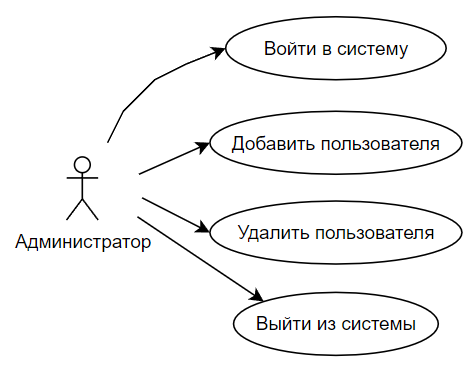 Войти в систему
Добавить пользователя
Удалить пользователя
Администратор
Выйти из системы